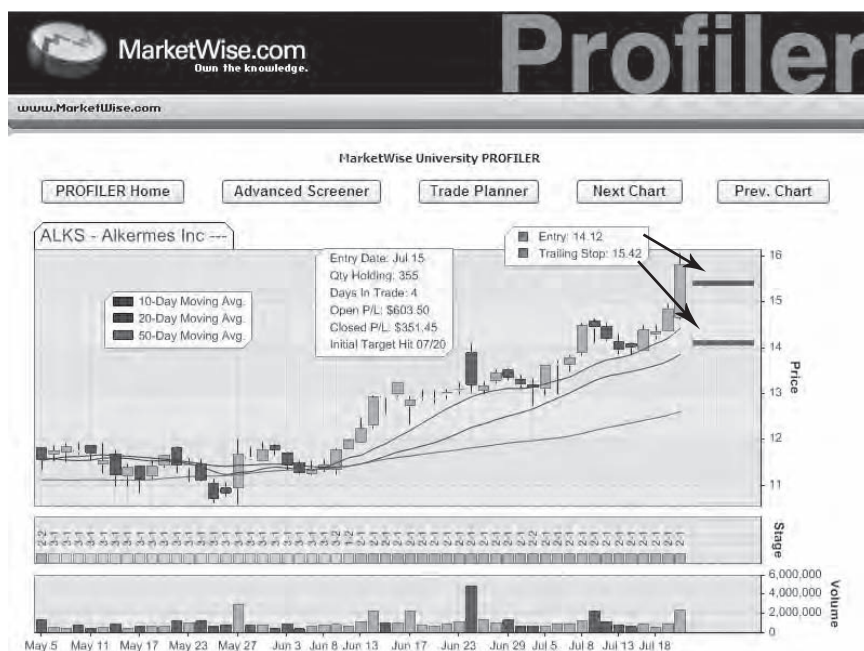 MarketWise.com
Own the knowledge.
Profiler
www.MarketWise.com
MarketWise University PROFILER
PROFILER Home
Advanced Screener
Trade Planner
Next Chart
Prev. Chart
ALKS - Alkermes Inc ---
Entry: 14.12
Trailing Stop: 15.42
Entry Date: Jul 15
Qty Holding: 355
Days In Trade: 4
Open P/L: $603.50
Closed P/L: $351.45
Initial Target Hit 07/20
10-Day Moving Avg.
20-Day Moving Avg.
50-Day Moving Avg.
16
15
14
13
12
11
Price
Stage
6,000,000
4,000,000
2,000,000
0
Volume
May 5 May 11 May 17 May 23 May 27 Jun 3 Jun 8 Jun 13 Jun 17 Jun 23 Jun 29 Jul 5 Jul 8 Jul 13 Jul 18